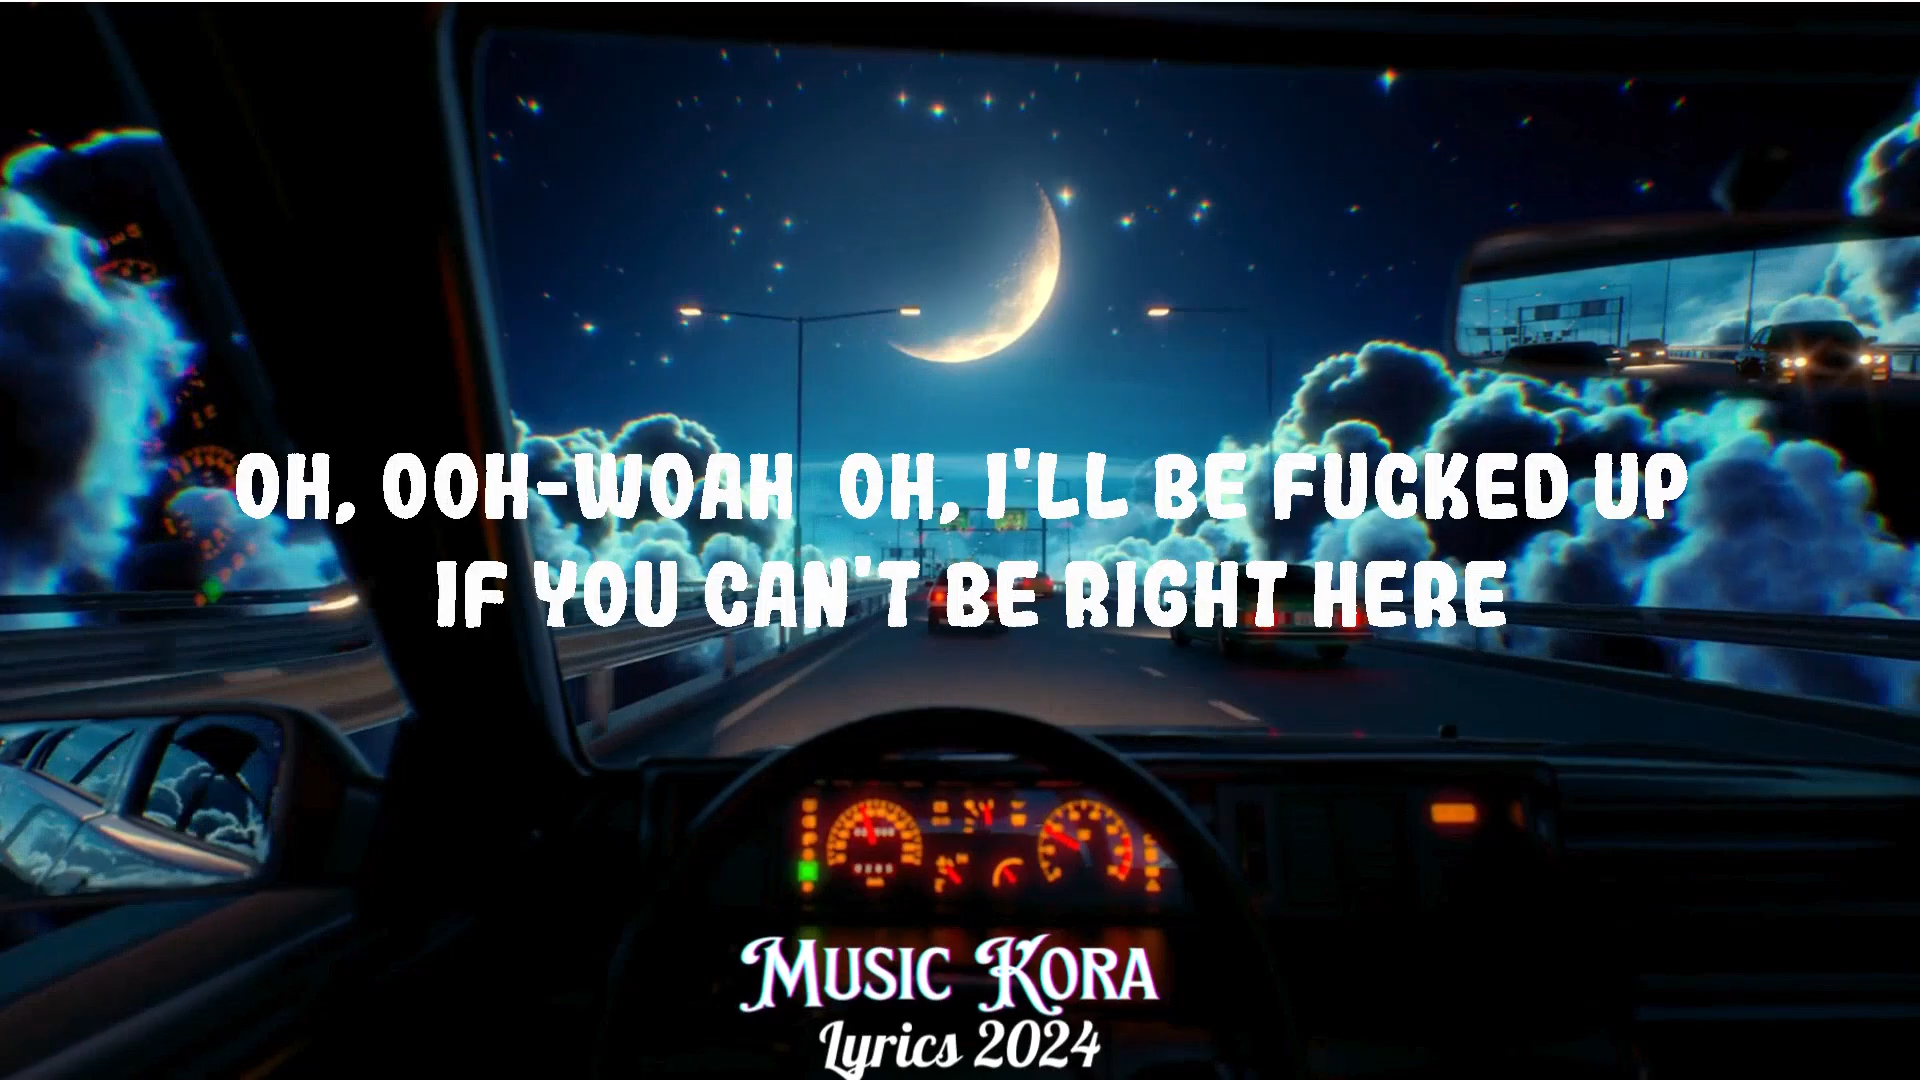 OH, OOH-WOAH  OH, I'LL BE FUCKED UP
IF YOU CAN'T BE RIGHT HERE
MUSIC KORA
Lyrics 2024